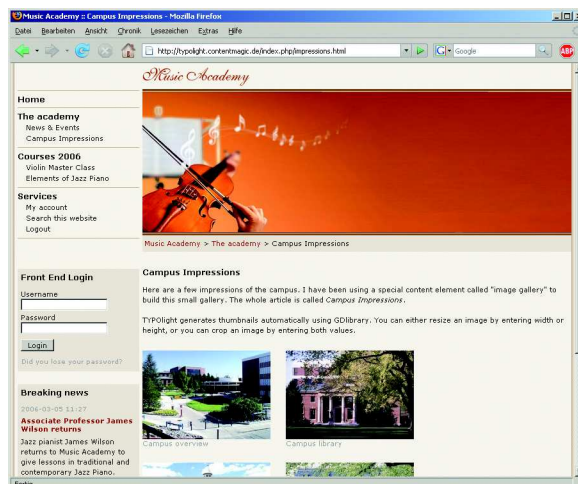 Music Academy :: Campus Impressions - Mozilla Firefox
Datei Bearbeiten Ansicht Chronik Lesezeichen Extras Hilfe
http://typolight.contentmagic.de/index.php/impressions.html
Google
ABP
Music Academy
Home
The academy
News & Events
Campus Impressions
Courses 2006
Violin Master Class
Elements of Jazz Piano
Services
My account
Search this website
Logout
Music Academy > The academy > Campus Impressions
Front End Login
Username
Password
Login
Did you lose your password?
Breaking news
2006-03-05 11:27
Associate Professor James
Wilson returns
Jazz pianist James Wilson
returns to Music Academy to
give lessons in traditional and
contemporary Jazz Piano.
Campus Impressions
Here are a few impressions of the campus. I have been using a special content element called "image gallery" to
build this small gallery. The whole article is called Campus Impressions.
TYPOlight generates thumbnails automatically using GDlibrary. You can either resize an image by entering width or
height, or you can crop an image by entering both values.
Campus overview
Campus library